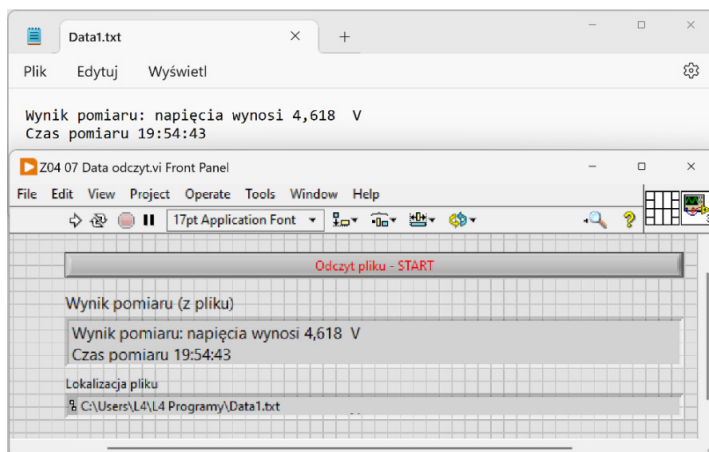 Data1.txt
Plik Edytuj Wyświetl
Wynik pomiaru: napięcia wynosi 4,618 V
Czas pomiaru 19:54:43
Z04 07 Data odczyt.vi Front Panel
File Edit View Project Operate Tools Window Help
17pt Application Font
Odczyt pliku - START
Wynik pomiaru (z pliku)
Wynik pomiaru: napięcia wynosi 4,618 V
Czas pomiaru 19:54:43
Lokalizacja pliku
C:\Users\L4\L4 Programy\Data1.txt